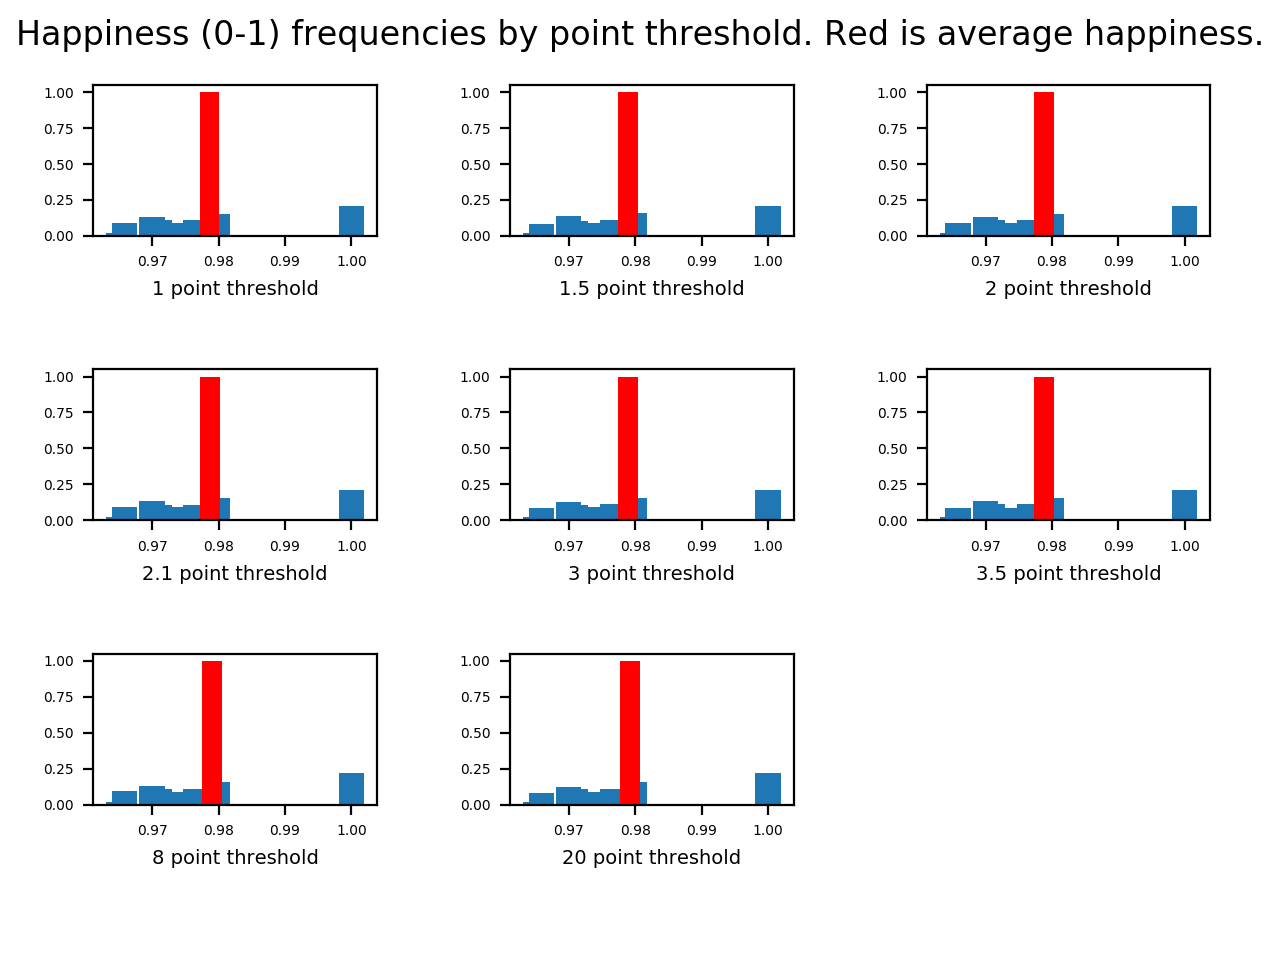 Happiness (0-1) frequencies by point threshold. Red is average happiness.
1.00 1.00 1.00
0.75 0.75 0.75
0.50 0.50 0.50
0.25 0.25 0.25
0.00 0.00 0.00
0.97 0.98 0.99 1.00 0.97 0.98 0.99 1.00 0.97 0.98 0.99 1.00
1 point threshold 1.5 point threshold 2 point threshold
1.00 1.00 1.00
0.75 0.75 0.75
0.50 0.50 0.50
0.25 0.25 0.25
0.00 0.00 0.00
0.97 0.98 0.99 1.00 0.97 0.98 0.99 1.00 0.97 0.98 0.99 1.00
2.1 point threshold 3 point threshold 3.5 point threshold
1.00 1.00
0.75 0.75
0.50 0.50
0.25 0.25
0.00 0.00
0.97 0.98 0.99 1.00 0.97 0.98 0.99 1.00
8 point threshold 20 point threshold